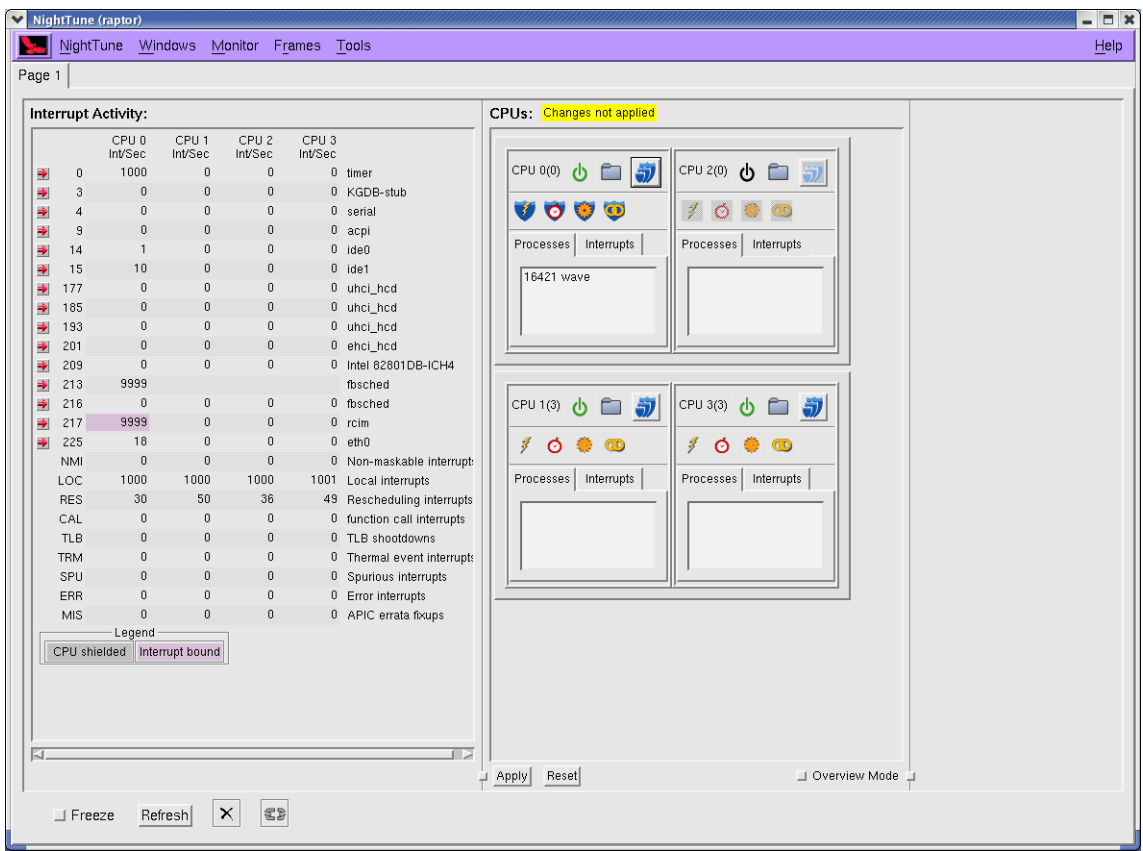 NightTune (raptor)
NightTune Windows Monitor Frames Tools Help
Page 1
Interrupt Activity:
CPU 0 CPU 1 CPU 2 CPU 3
Int/Sec Int/Sec Int/Sec Int/Sec
0 1000 0 0 0 timer
3 0 0 0 0 KGDB-stub
4 0 0 0 0 serial
9 0 0 0 0 acpi
14 1 0 0 0 ide0
15 10 0 0 0 ide1
177 0 0 0 0 uhci_hcd
185 0 0 0 0 uhci_hcd
193 0 0 0 0 uhci_hcd
201 0 0 0 0 ehci_hcd
209 0 0 0 0 Intel 82801DB-ICH4
213 9999 fbsched
216 0 0 0 0 fbsched
217 9999 0 0 0 rcim
225 18 0 0 0 eth0
NMI 0 0 0 0 Non-maskable interrupts
LOC 1000 1000 1000 1001 Local interrupts
RES 30 50 36 49 Rescheduling interrupts
CAL 0 0 0 0 function call interrupts
TLB 0 0 0 0 TLB shootdowns
TRM 0 0 0 0 Thermal event interrupts
SPU 0 0 0 0 Spurious interrupts
ERR 0 0 0 0 Error interrupts
MIS 0 0 0 0 APIC errata fixups
Legend
CPU shielded Interrupt bound
CPUs: Changes not applied
CPU 0(0) CPU 2(0)
Processes Interrupts Processes Interrupts
16421 wave
CPU 1(3) CPU 3(3)
Processes Interrupts Processes Interrupts
Apply Reset Overview Mode
Freeze Refresh